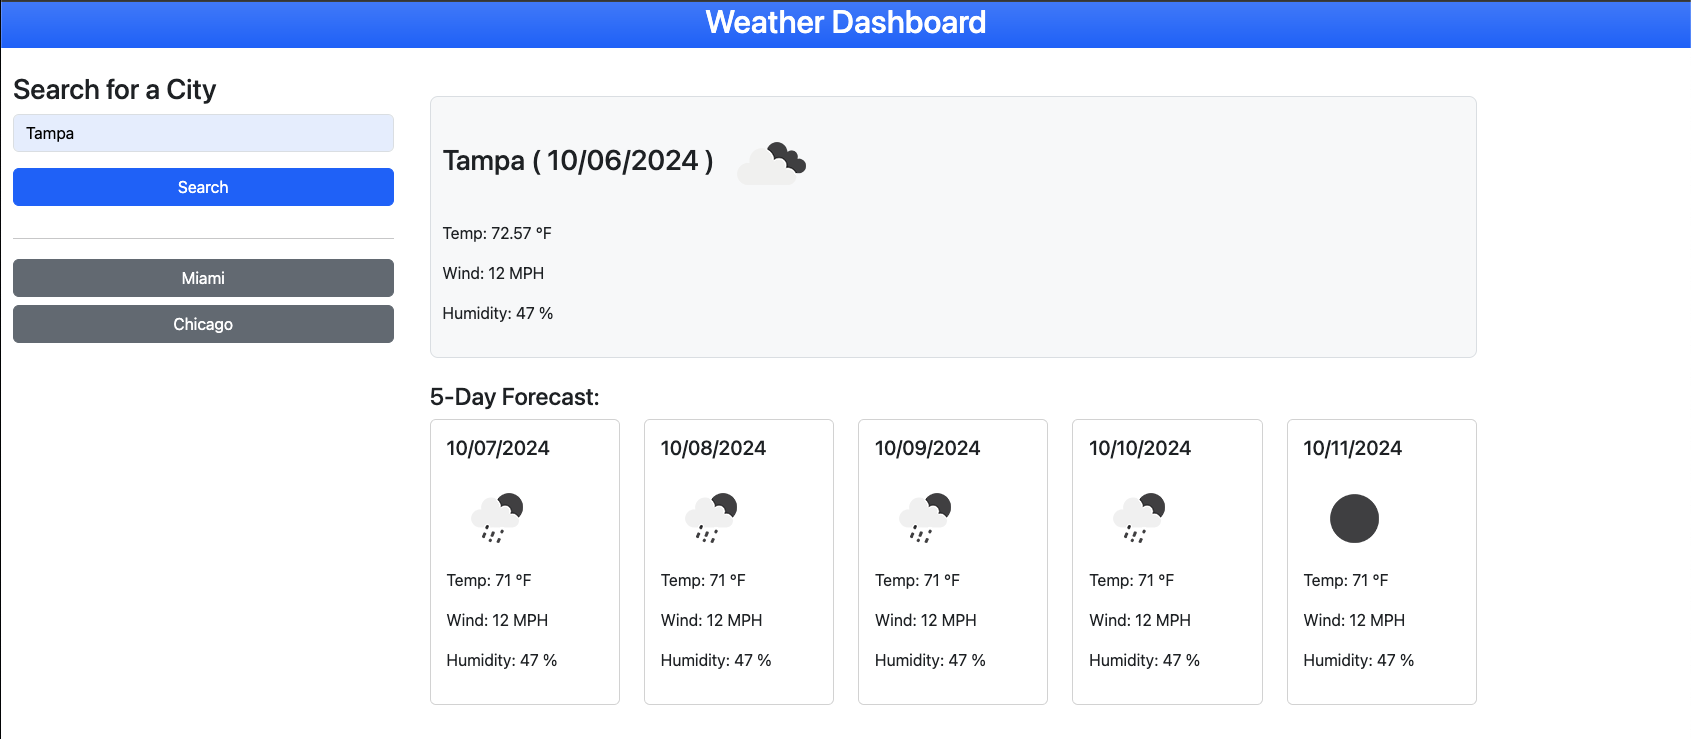 Weather Dashboard
Search for a City
Tampa
Search
Miami
Chicago
Tampa ( 10/06/2024 )
Temp: 72.57 °F
Wind: 12 MPH
Humidity: 47 %
5-Day Forecast:
10/07/2024
Temp: 71 °F
Wind: 12 MPH
Humidity: 47 %
10/08/2024
Temp: 71 °F
Wind: 12 MPH
Humidity: 47 %
10/09/2024
Temp: 71 °F
Wind: 12 MPH
Humidity: 47 %
10/10/2024
Temp: 71 °F
Wind: 12 MPH
Humidity: 47 %
10/11/2024
Temp: 71 °F
Wind: 12 MPH
Humidity: 47 %